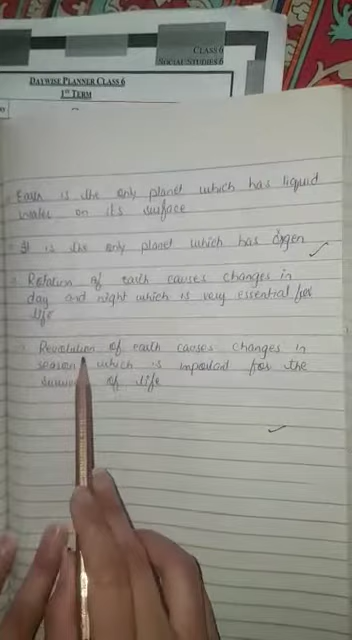 CLASS 6
SOCIAL STUDIES 6
DAYWISE PLANNER CLASS 6
1ST TERM
Earth is the only planet which has liquid
water on its surface
It is the only planet which has oxgen
Rotation of earth causes changes in
day and night which is very essential for
life
Revolution of earth causes changes in
season which is important for the
of life